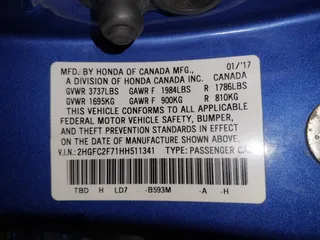 MFD. BY HONDA OF CANADA MFG., 01/'17
A DIVISION OF HONDA CANADA INC. CANADA
GVWR 3737LBS GAWR F 1984LBS R 1786LBS
GVWR 1695KG GAWR F 900KG R 810KG
THIS VEHICLE CONFORMS TO ALL APPLICABLE
FEDERAL MOTOR VEHICLE SAFETY, BUMPER,
AND THEFT PREVENTION STANDARDS IN EFFECT
ON THE DATE OF MANUFACTURE SHOWN ABOVE.
V.I.N.: 2HGFC2F71HH511341 TYPE: PASSENGER CAR
TBD H LD7 -B593M -A -H